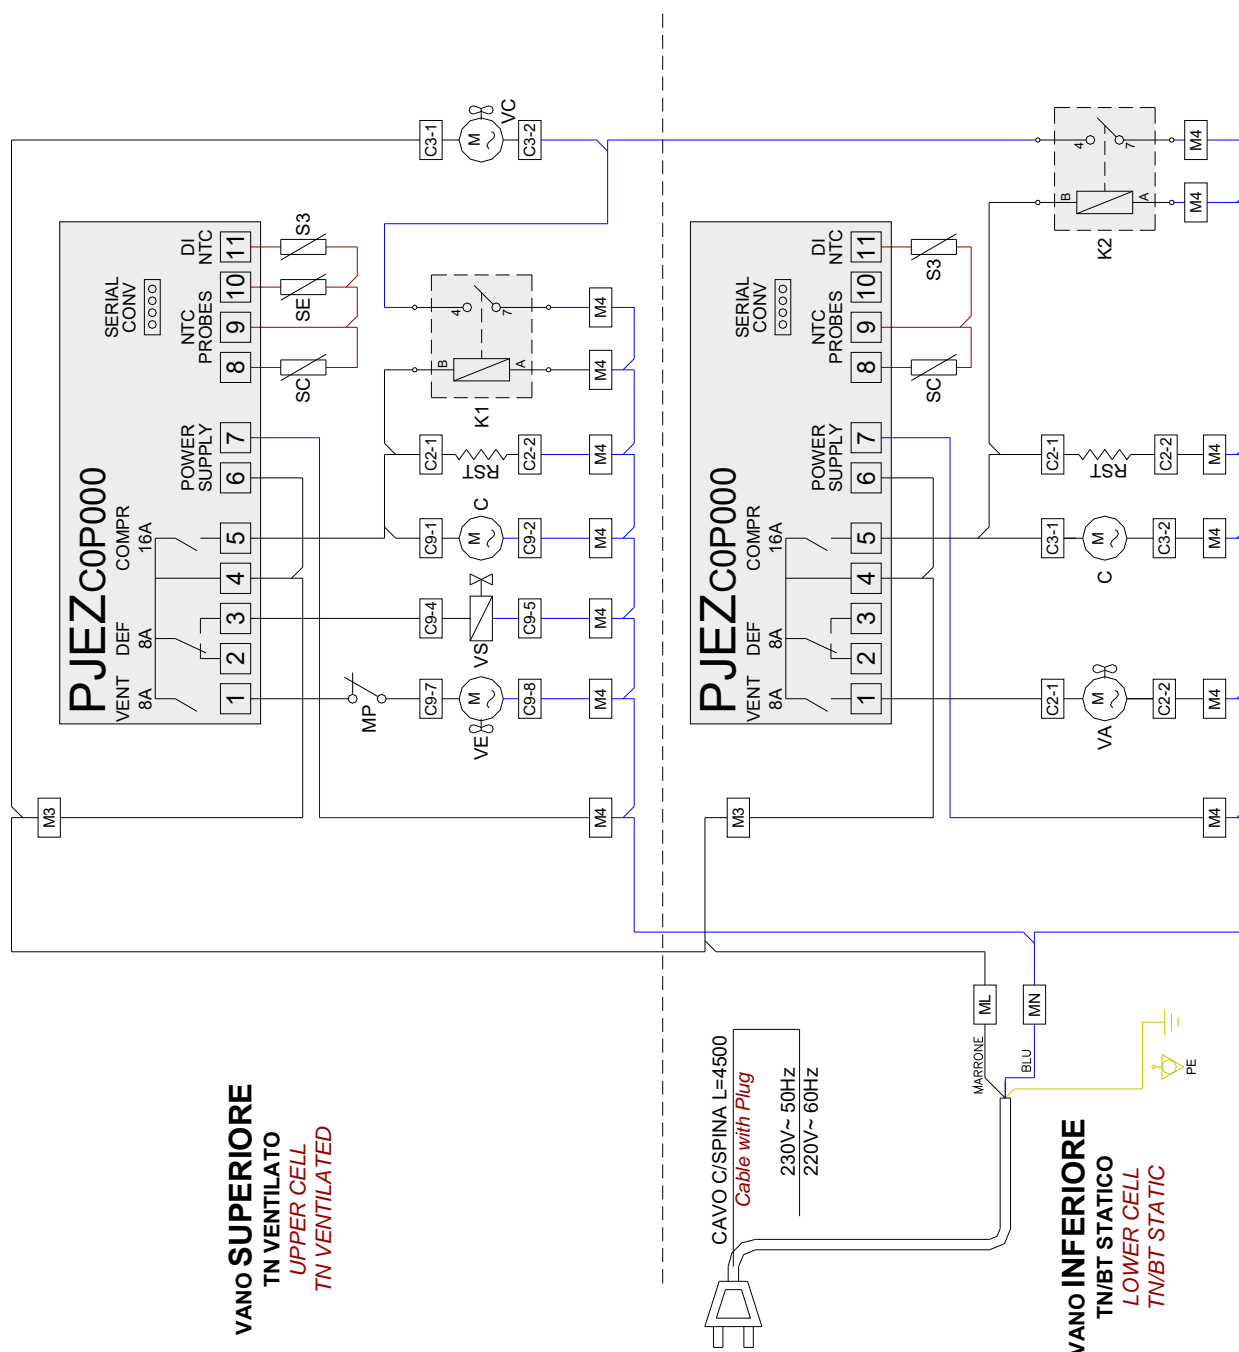 VANO SUPERIORE
TN VENTILATO
UPPER CELL
TN VENTILATED
PJEZC0P000
VENT DEF COMPR
8A 8A 16A
POWER
SUPPLY
SERIAL
CONV
NTC
PROBES
DI
NTC
1 2 3 4 5 6 7 8 9 10 11
SC SE S3
M3
MP
C9-7 C9-4 C9-1 C2-1 C3-1
VE M VS M C RST K1 M VC
B 4
A 7
C9-8 C9-5 C9-2 C2-2 C3-2
M4 M4 M4 M4 M4 M4 M4
CAVO C/SPINA L=4500
Cable with Plug
230V~ 50Hz
220V~ 60Hz
PJEZC0P000
VENT DEF COMPR
8A 8A 16A
POWER
SUPPLY
SERIAL
CONV
NTC
PROBES
DI
NTC
1 2 3 4 5 6 7 8 9 10 11
SC S3
M3
MARRONE
ML
BLU
MN
PE
C2-1 C3-1 C2-1
VA M C M RST K2
B 4
A 7
C2-2 C3-2 C2-2
M4 M4 M4 M4 M4 M4
VANO INFERIORE
TN/BT STATICO
LOWER CELL
TN/BT STATIC